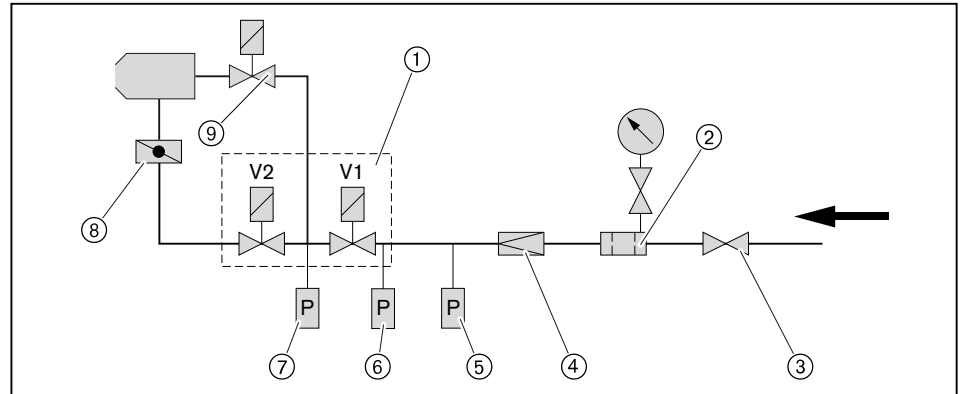 ①
⑨
②
V2 V1
⑧
P P P
⑦ ⑥ ⑤ ④ ③